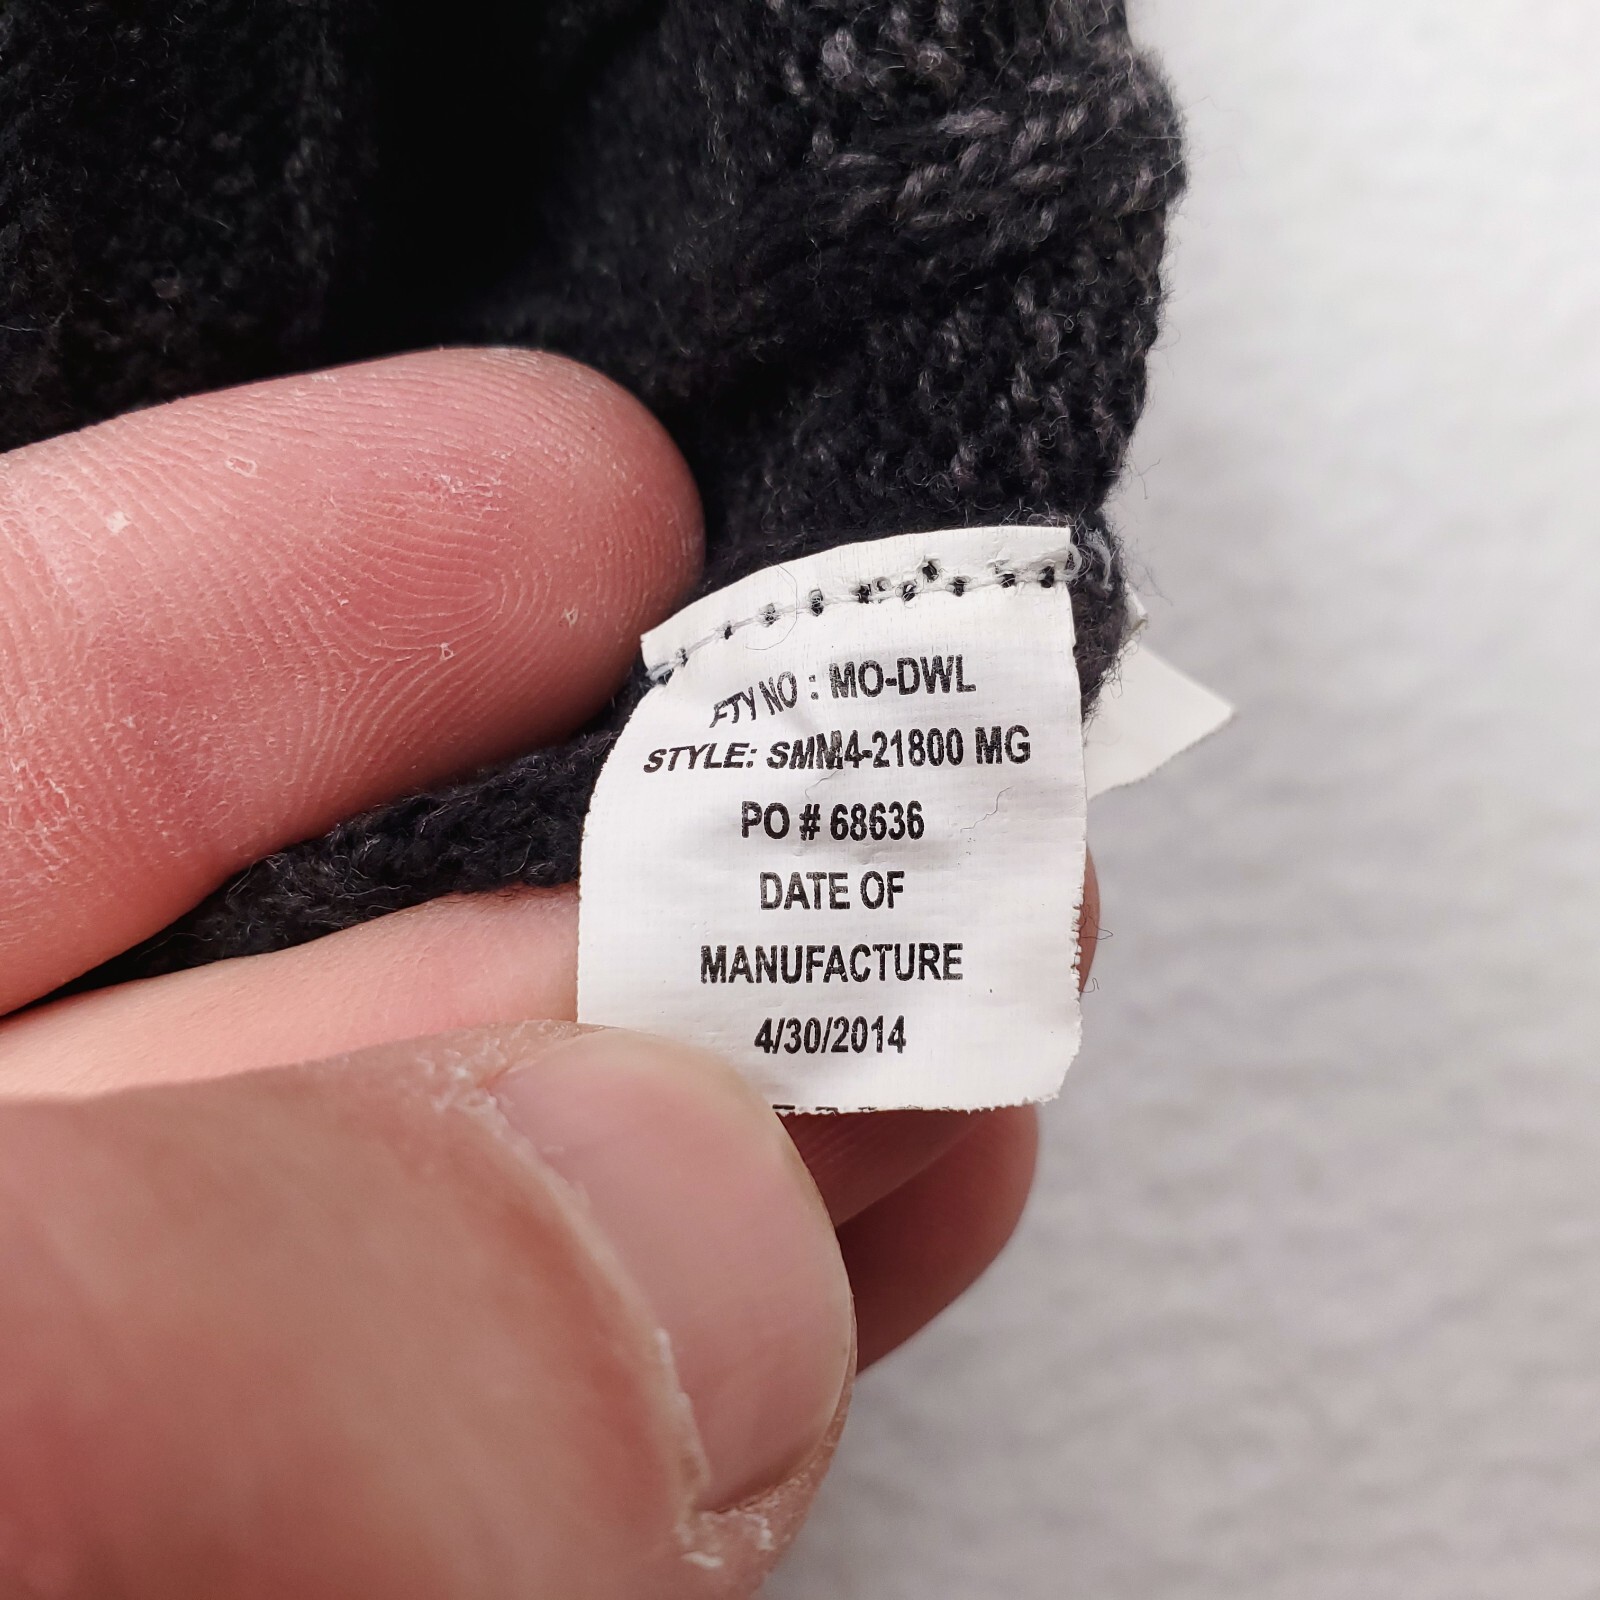 FTY NO : MO-DWL
STYLE: SMM4-21800 MG
PO # 68636
DATE OF
MANUFACTURE
4/30/2014